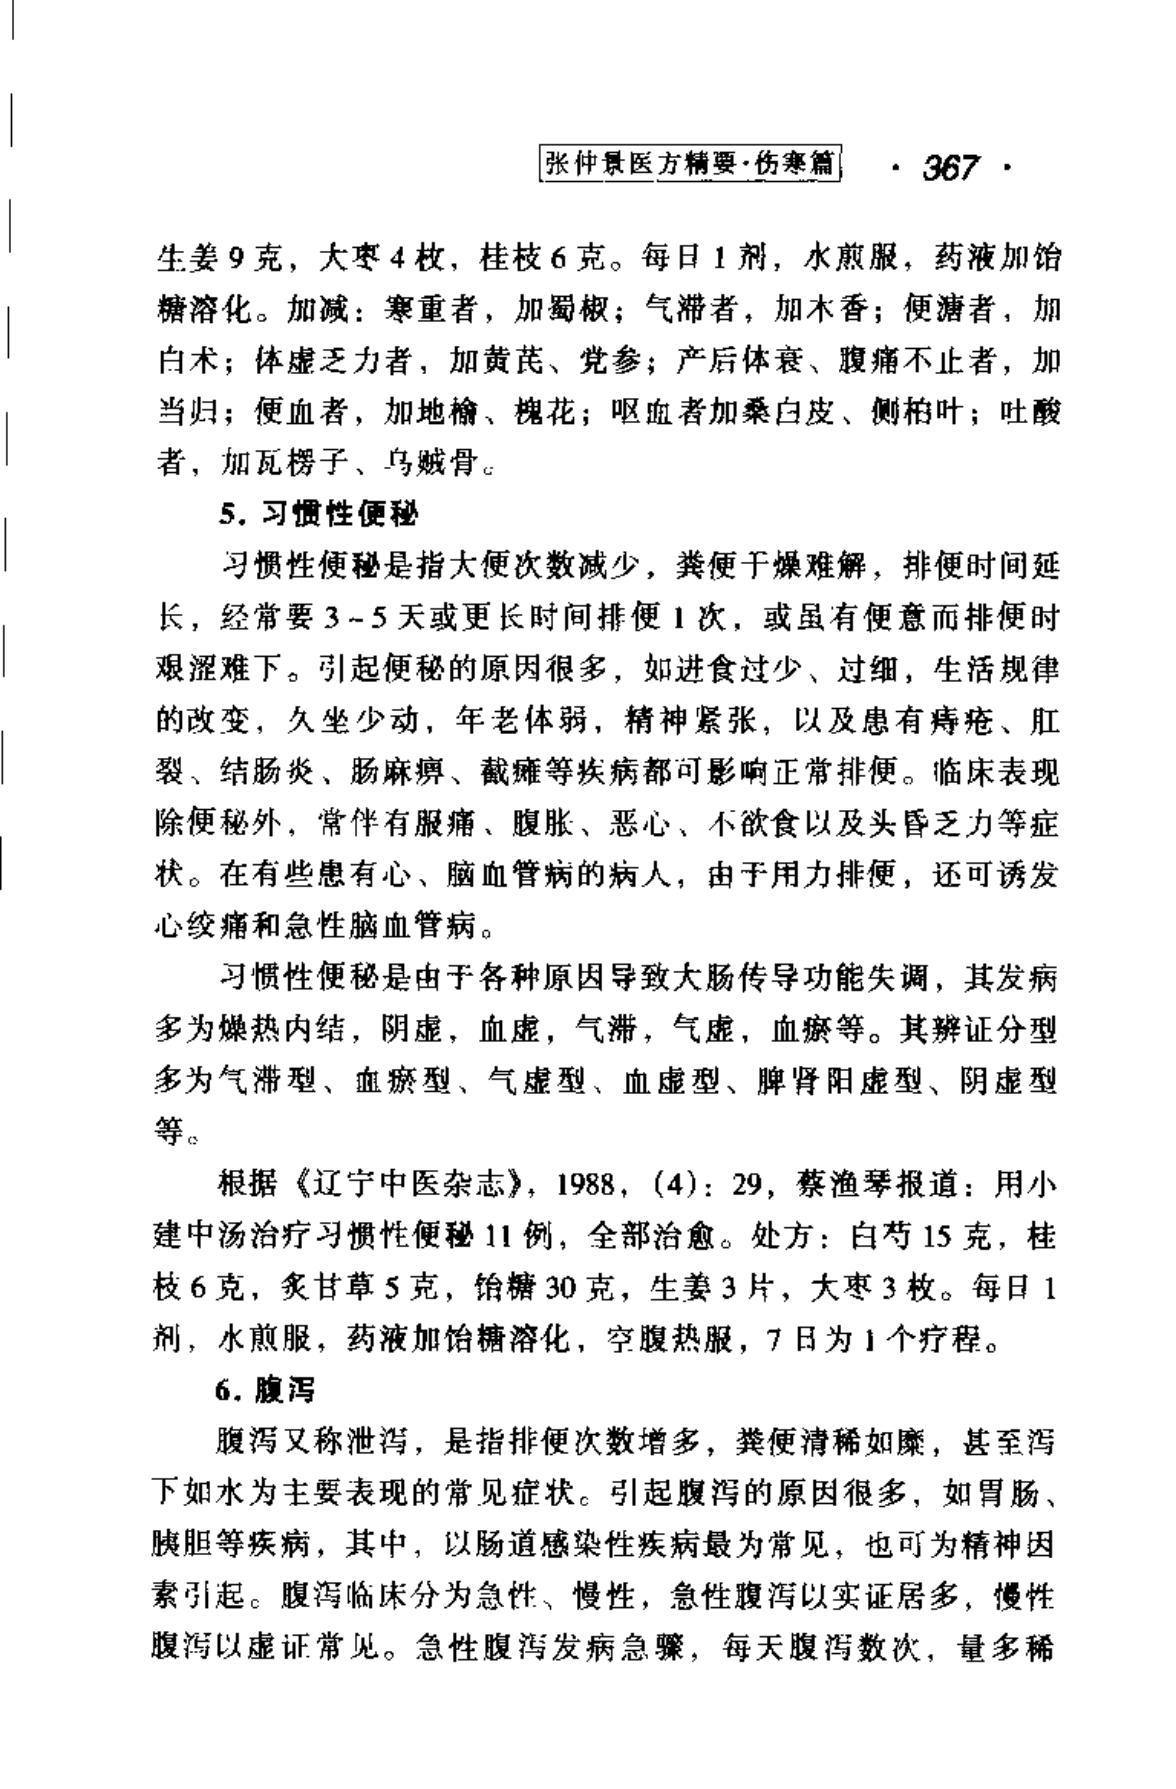 张仲景医方精要·伤寒篇 · 367 ·
生姜9克，大枣4枚，桂枝6克。每日1剂，水煎服，药液加饴
糖溶化。加减：寒重者，加蜀椒；气滞者，加木香；便溏者，加
白术；体虚乏力者，加黄芪、党参；产后体衰、腹痛不止者，加
当归；便血者，加地榆、槐花；呕血者加桑白皮、侧柏叶；吐酸
者，加瓦楞子、乌贼骨。
5. 习惯性便秘
习惯性便秘是指大便次数减少，粪便干燥难解，排便时间延
长，经常要3~5天或更长时间排便1次，或虽有便意而排便时
艰涩难下。引起便秘的原因很多，如进食过少、过细，生活规律
的改变，久坐少动，年老体弱，精神紧张，以及患有痔疮、肛
裂、结肠炎、肠麻痹、截瘫等疾病都可影响正常排便。临床表现
除便秘外，常伴有服痛、腹胀、恶心、不欲食以及头昏乏力等症
状。在有些患有心、脑血管病的病人，由于用力排便，还可诱发
心绞痛和急性脑血管病。
习惯性便秘是由于各种原因导致大肠传导功能失调，其发病
多为燥热内结，阴虚，血虚，气滞，气虚，血瘀等。其辨证分型
多为气滞型、血瘀型、气虚型、血虚型、脾肾阳虚型、阴虚型
等。
根据《辽宁中医杂志》，1988，（4）：29，蔡渔琴报道：用小
建中汤治疗习惯性便秘11例，全部治愈。处方：白芍15克，桂
枝6克，炙甘草5克，饴糖30克，生姜3片，大枣3枚。每日1
剂，水煎服，药液加饴糖溶化，空腹热服，7日为1个疗程。
6. 腹泻
腹泻又称泄泻，是指排便次数增多，粪便清稀如糜，甚至泻
下如水为主要表现的常见症状。引起腹泻的原因很多，如胃肠、
胰胆等疾病，其中，以肠道感染性疾病最为常见，也可为精神因
素引起。腹泻临床分为急性、慢性，急性腹泻以实证居多，慢性
腹泻以虚证常见。急性腹泻发病急骤，每天腹泻数次，量多稀